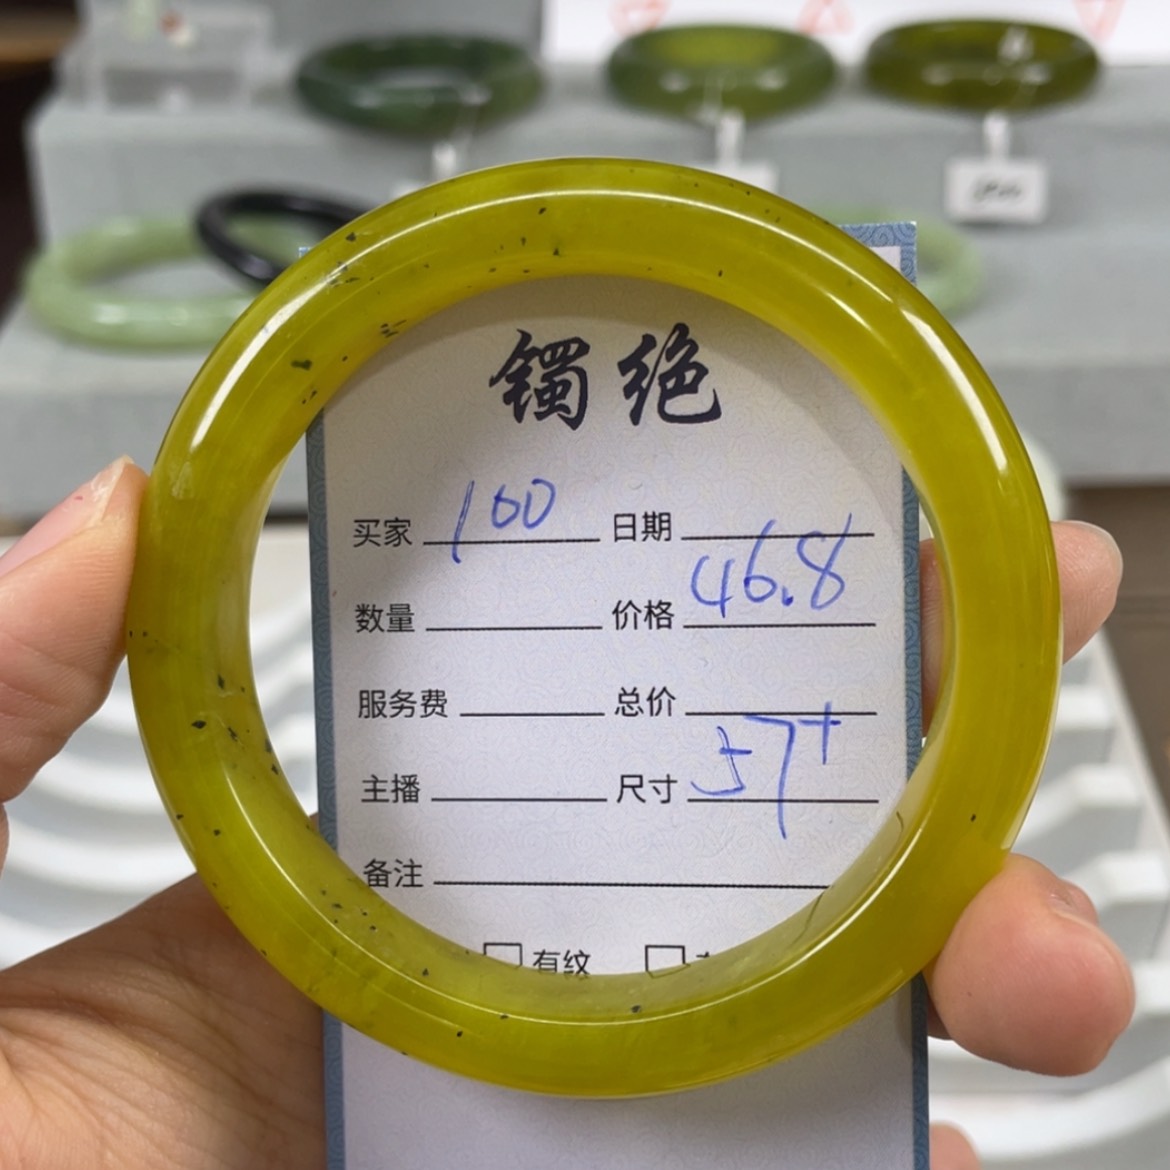 镯绝
买家 100 日期
数量 价格 46.8
服务费 总价
主播 尺寸 57+
备注
有纹